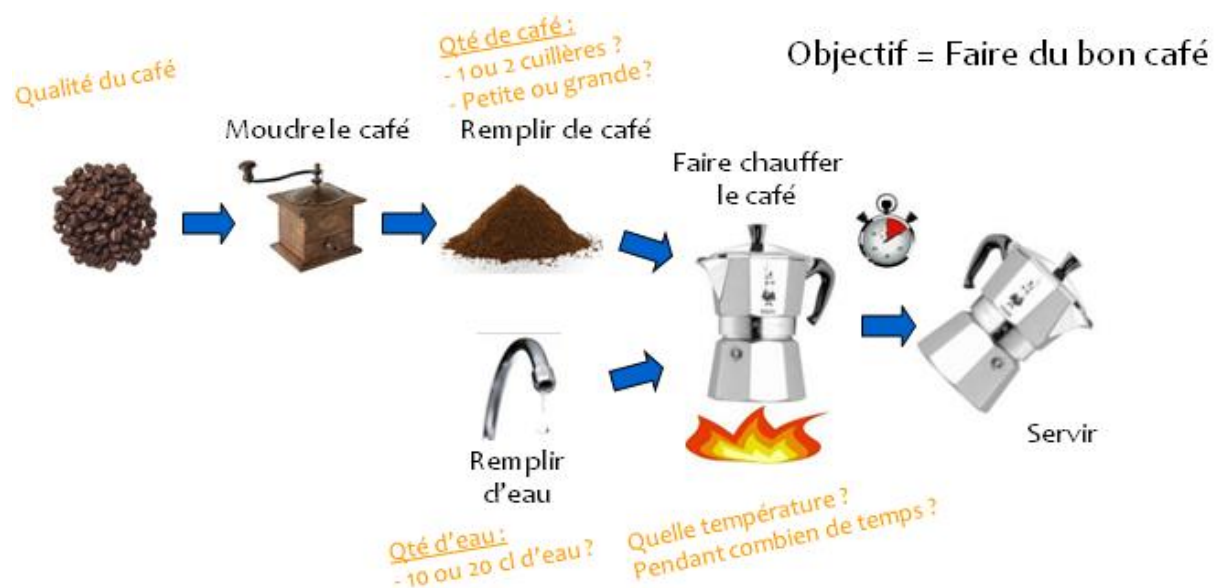 Objectif = Faire du bon café
Qualité du café
Qté de café :
- 1 ou 2 cuillères ?
- Petite ou grande ?
Moudre le café
Remplir de café
Faire chauffer
le café
Remplir
d'eau
Servir
Qté d'eau :
- 10 ou 20 cl d'eau ?
Quelle température ?
Pendant combien de temps ?